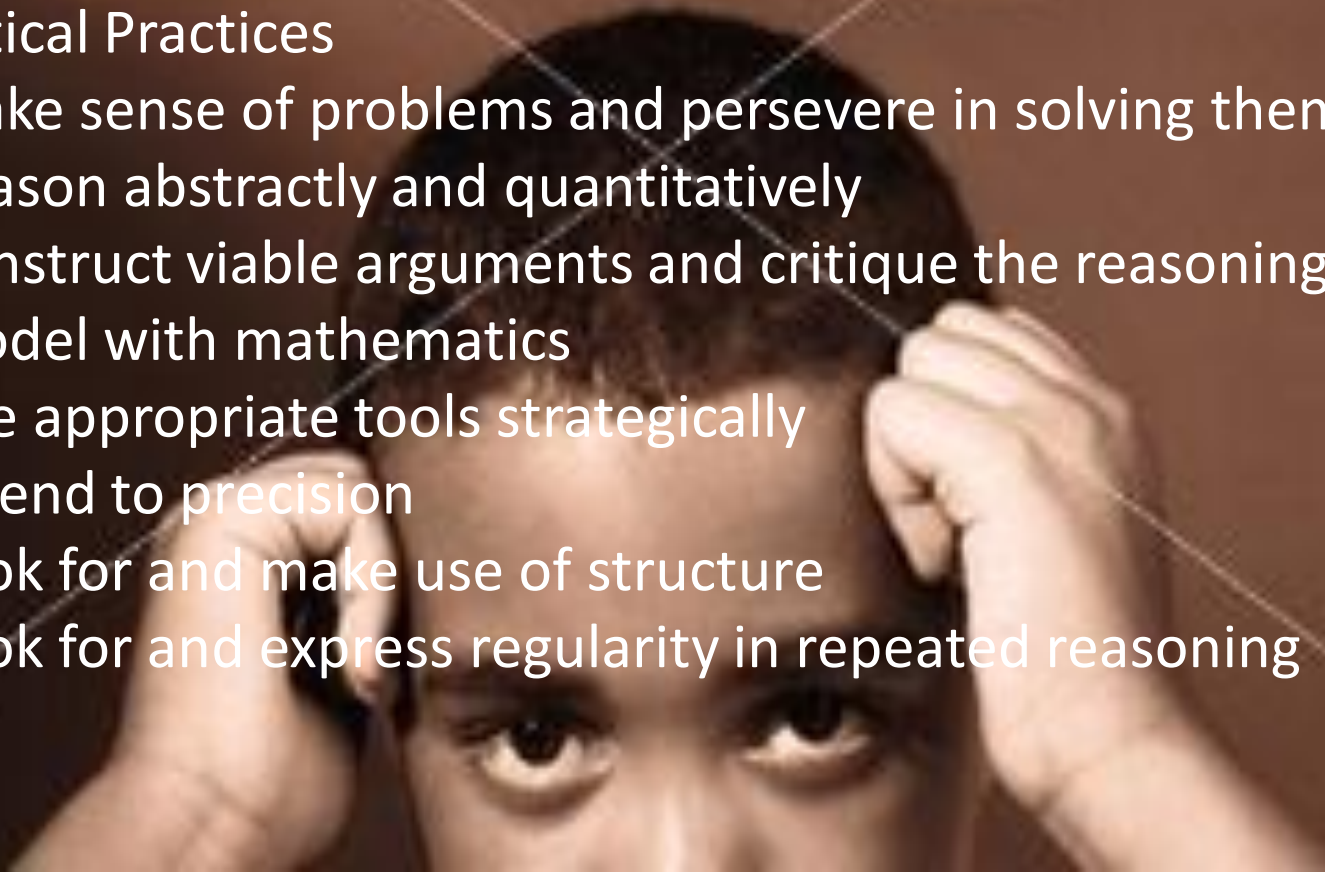 tical Practices
ake sense of problems and persevere in solving them
ason abstractly and quantitatively
nstruct viable arguments and critique the reasoning
odel with mathematics
e appropriate tools strategically
end to precision
ok for and make use of structure
ok for and express regularity in repeated reasoning